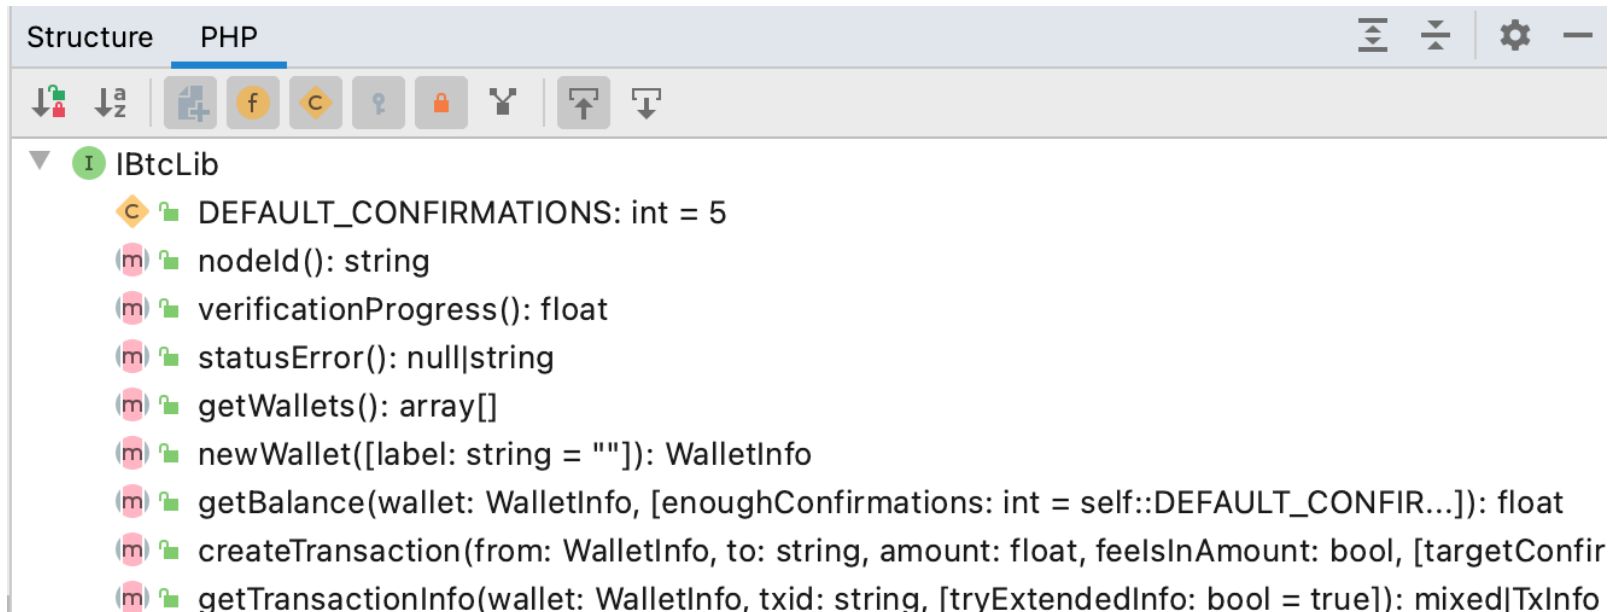 Structure PHP
IBtcLib
DEFAULT_CONFIRMATIONS: int = 5
nodeId(): string
verificationProgress(): float
statusError(): null|string
getWallets(): array[]
newWallet([label: string = ""]): WalletInfo
getBalance(wallet: WalletInfo, [enoughConfirmations: int = self::DEFAULT_CONFIR...]): float
createTransaction(from: WalletInfo, to: string, amount: float, feeIsInAmount: bool, [targetConfir
getTransactionInfo(wallet: WalletInfo, txid: string, [tryExtendedInfo: bool = true]): mixed|TxInfo